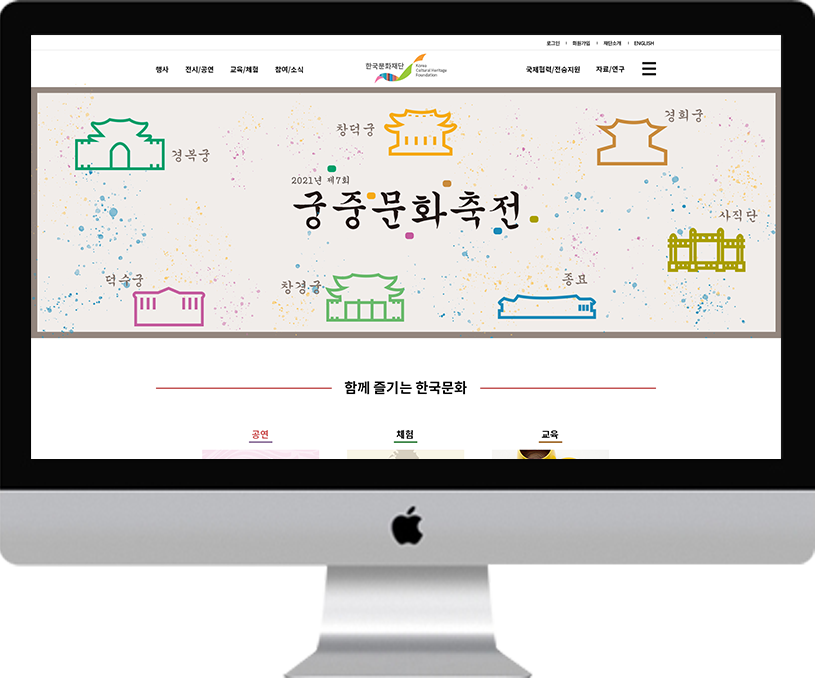 로그인 회원가입 재단소개 ENGLISH
행사 전시/공연 교육/체험 참여/소식
한국문화재단
Korea
Cultural Heritage
Foundation
국제협력/전승지원 자료/연구
경복궁
창덕궁
경희궁
2021년 제7회
궁중문화축전
사직단
덕수궁
창경궁
종묘
함께 즐기는 한국문화
공연 체험 교육